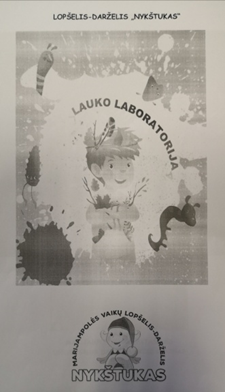 LOPŠELIS-DARŽELIS „NYKŠTUKAS“
LAUKO LABORATORIJA
MARIJAMPOLĖS VAIKŲ LOPŠELIS-DARŽELIS
NYKŠTUKAS